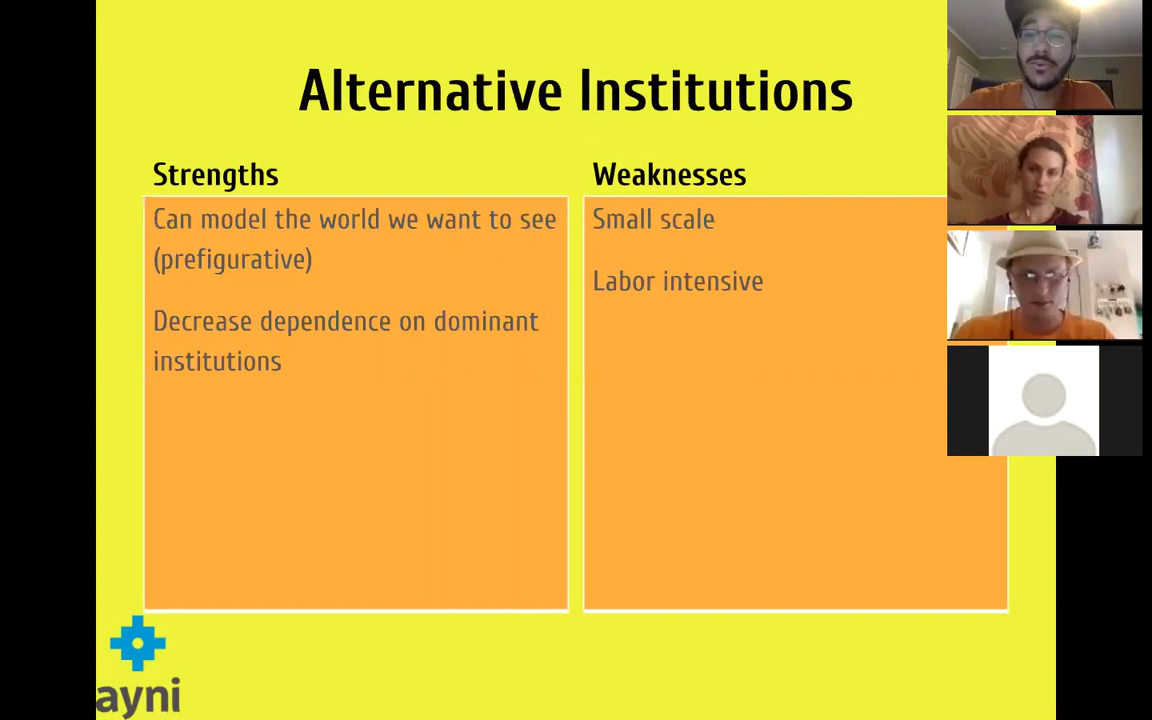 Alternative Institutions
Strengths
Can model the world we want to see
(prefigurative)
Decrease dependence on dominant
institutions
Weaknesses
Small scale
Labor intensive
ayni